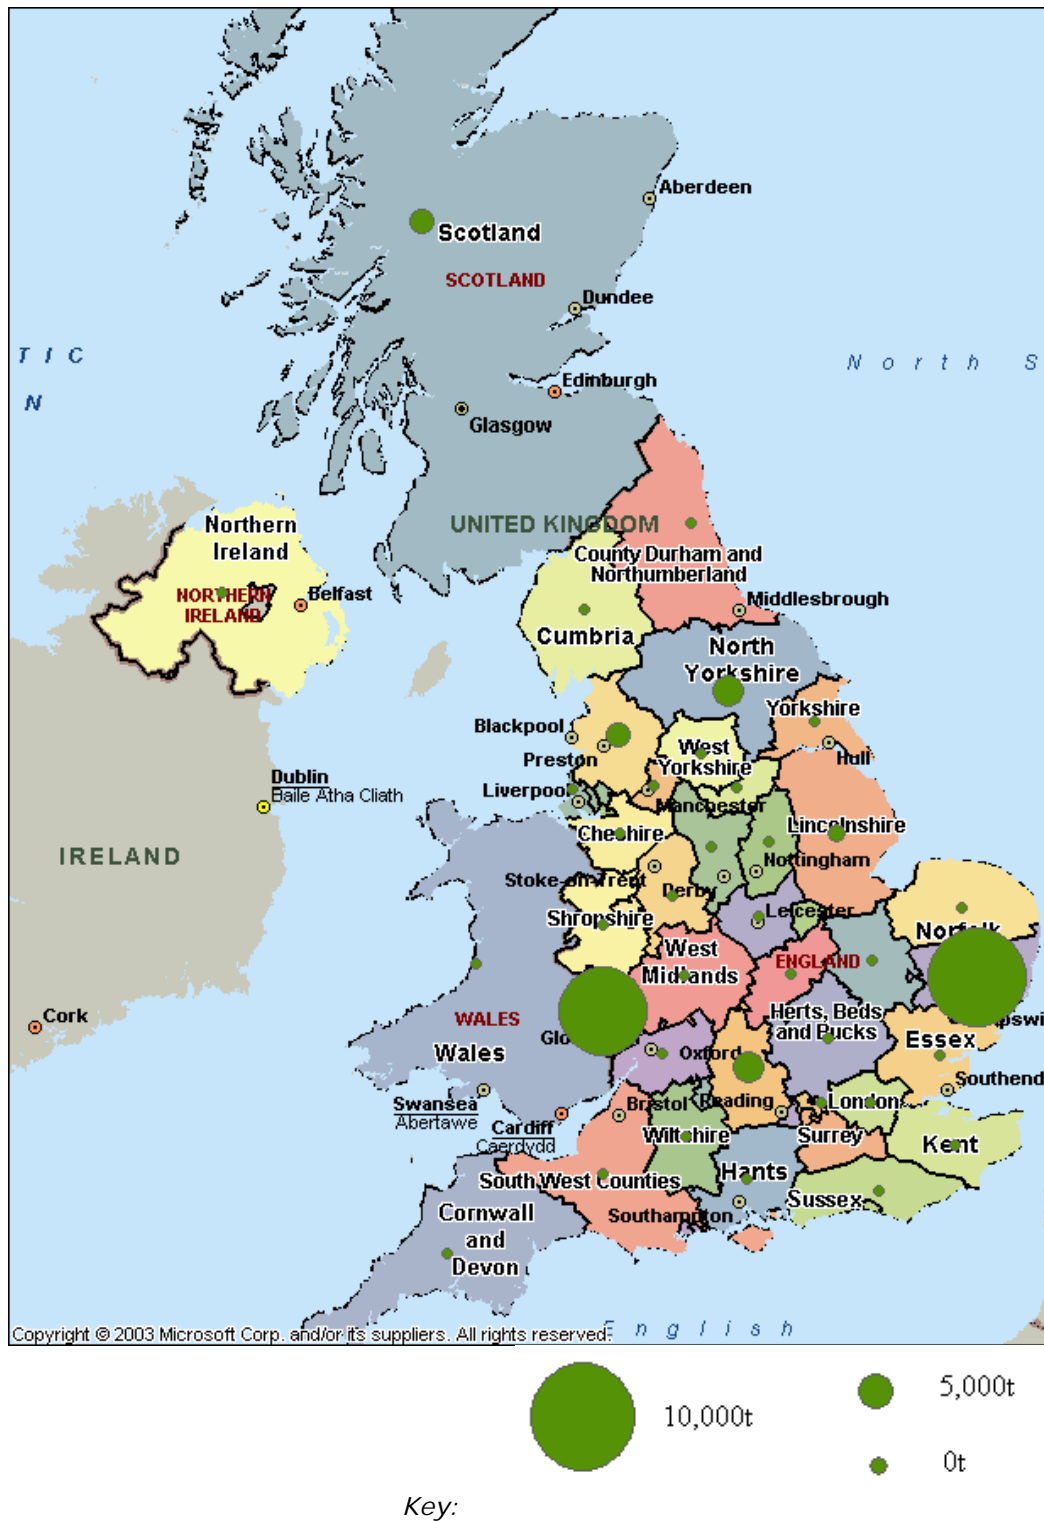 Aberdeen
Scotland
SCOTLAND
Dundee
T I C
N
North S
Edinburgh
Glasgow
UNITED KINGDOM
Northern
Ireland
NORTHERN
IRELAND
Belfast
County Durham and
Northumberland
Middlesbrough
Cumbria
North
Yorkshire
Yorkshire
Hull
Blackpool
Preston
West
Yorkshire
Dublin
Baile Átha Cliath
Liverpool
Manchester
IRELAND
Cheshire
Lincolnshire
Nottingham
Stoke-on-Trent
Derby
Shropshire
Leicester
Norfolk
West
Midlands
ENGLAND
Cork
WALES
Wales
Herts, Beds
and Bucks
Essex
Oxford
Swansea
Abertawe
Cardiff
Caerdydd
Bristol
Reading
London
Southend
Wiltshire
Surrey
Kent
South West Counties
Hants
Sussex
Southampton
Cornwall
and
Devon
Copyright © 2003 Microsoft Corp. and/or its suppliers. All rights reserved.
English
10,000t
5,000t
0t
Key: